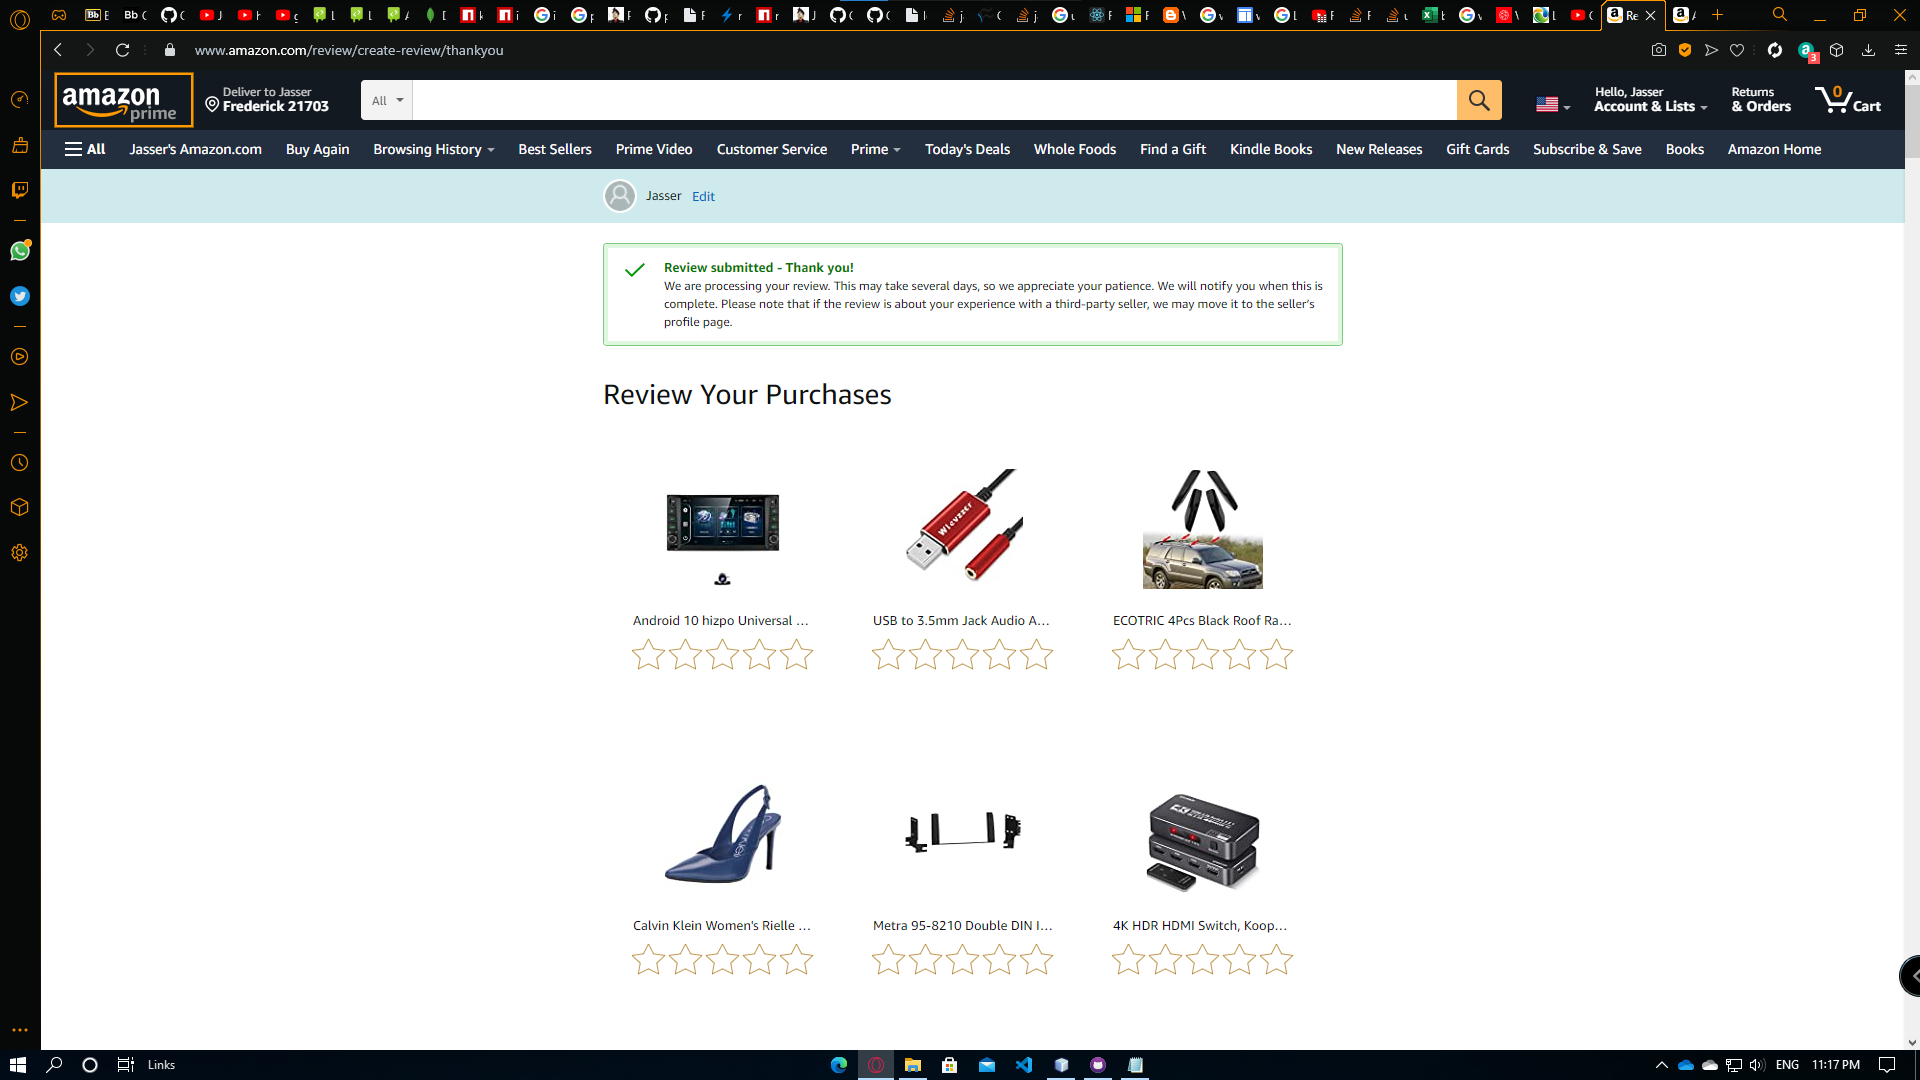 www.amazon.com/review/create-review/thankyou
amazon prime
Deliver to Jasser
Frederick 21703
All
Hello, Jasser
Account & Lists
Returns
& Orders
0
Cart
All
Jasser's Amazon.com
Buy Again
Browsing History
Best Sellers
Prime Video
Customer Service
Prime
Today's Deals
Whole Foods
Find a Gift
Kindle Books
New Releases
Gift Cards
Subscribe & Save
Books
Amazon Home
Jasser Edit
Review submitted - Thank you!
We are processing your review. This may take several days, so we appreciate your patience. We will notify you when this is
complete. Please note that if the review is about your experience with a third-party seller, we may move it to the seller's
profile page.
Review Your Purchases
Wicvzzer
Android 10 hizpo Universal …
USB to 3.5mm Jack Audio A…
ECOTRIC 4Pcs Black Roof Ra…
Calvin Klein Women's Rielle …
Metra 95-8210 Double DIN I…
4K HDR HDMI Switch, Koop…
Links
ENG
11:17 PM